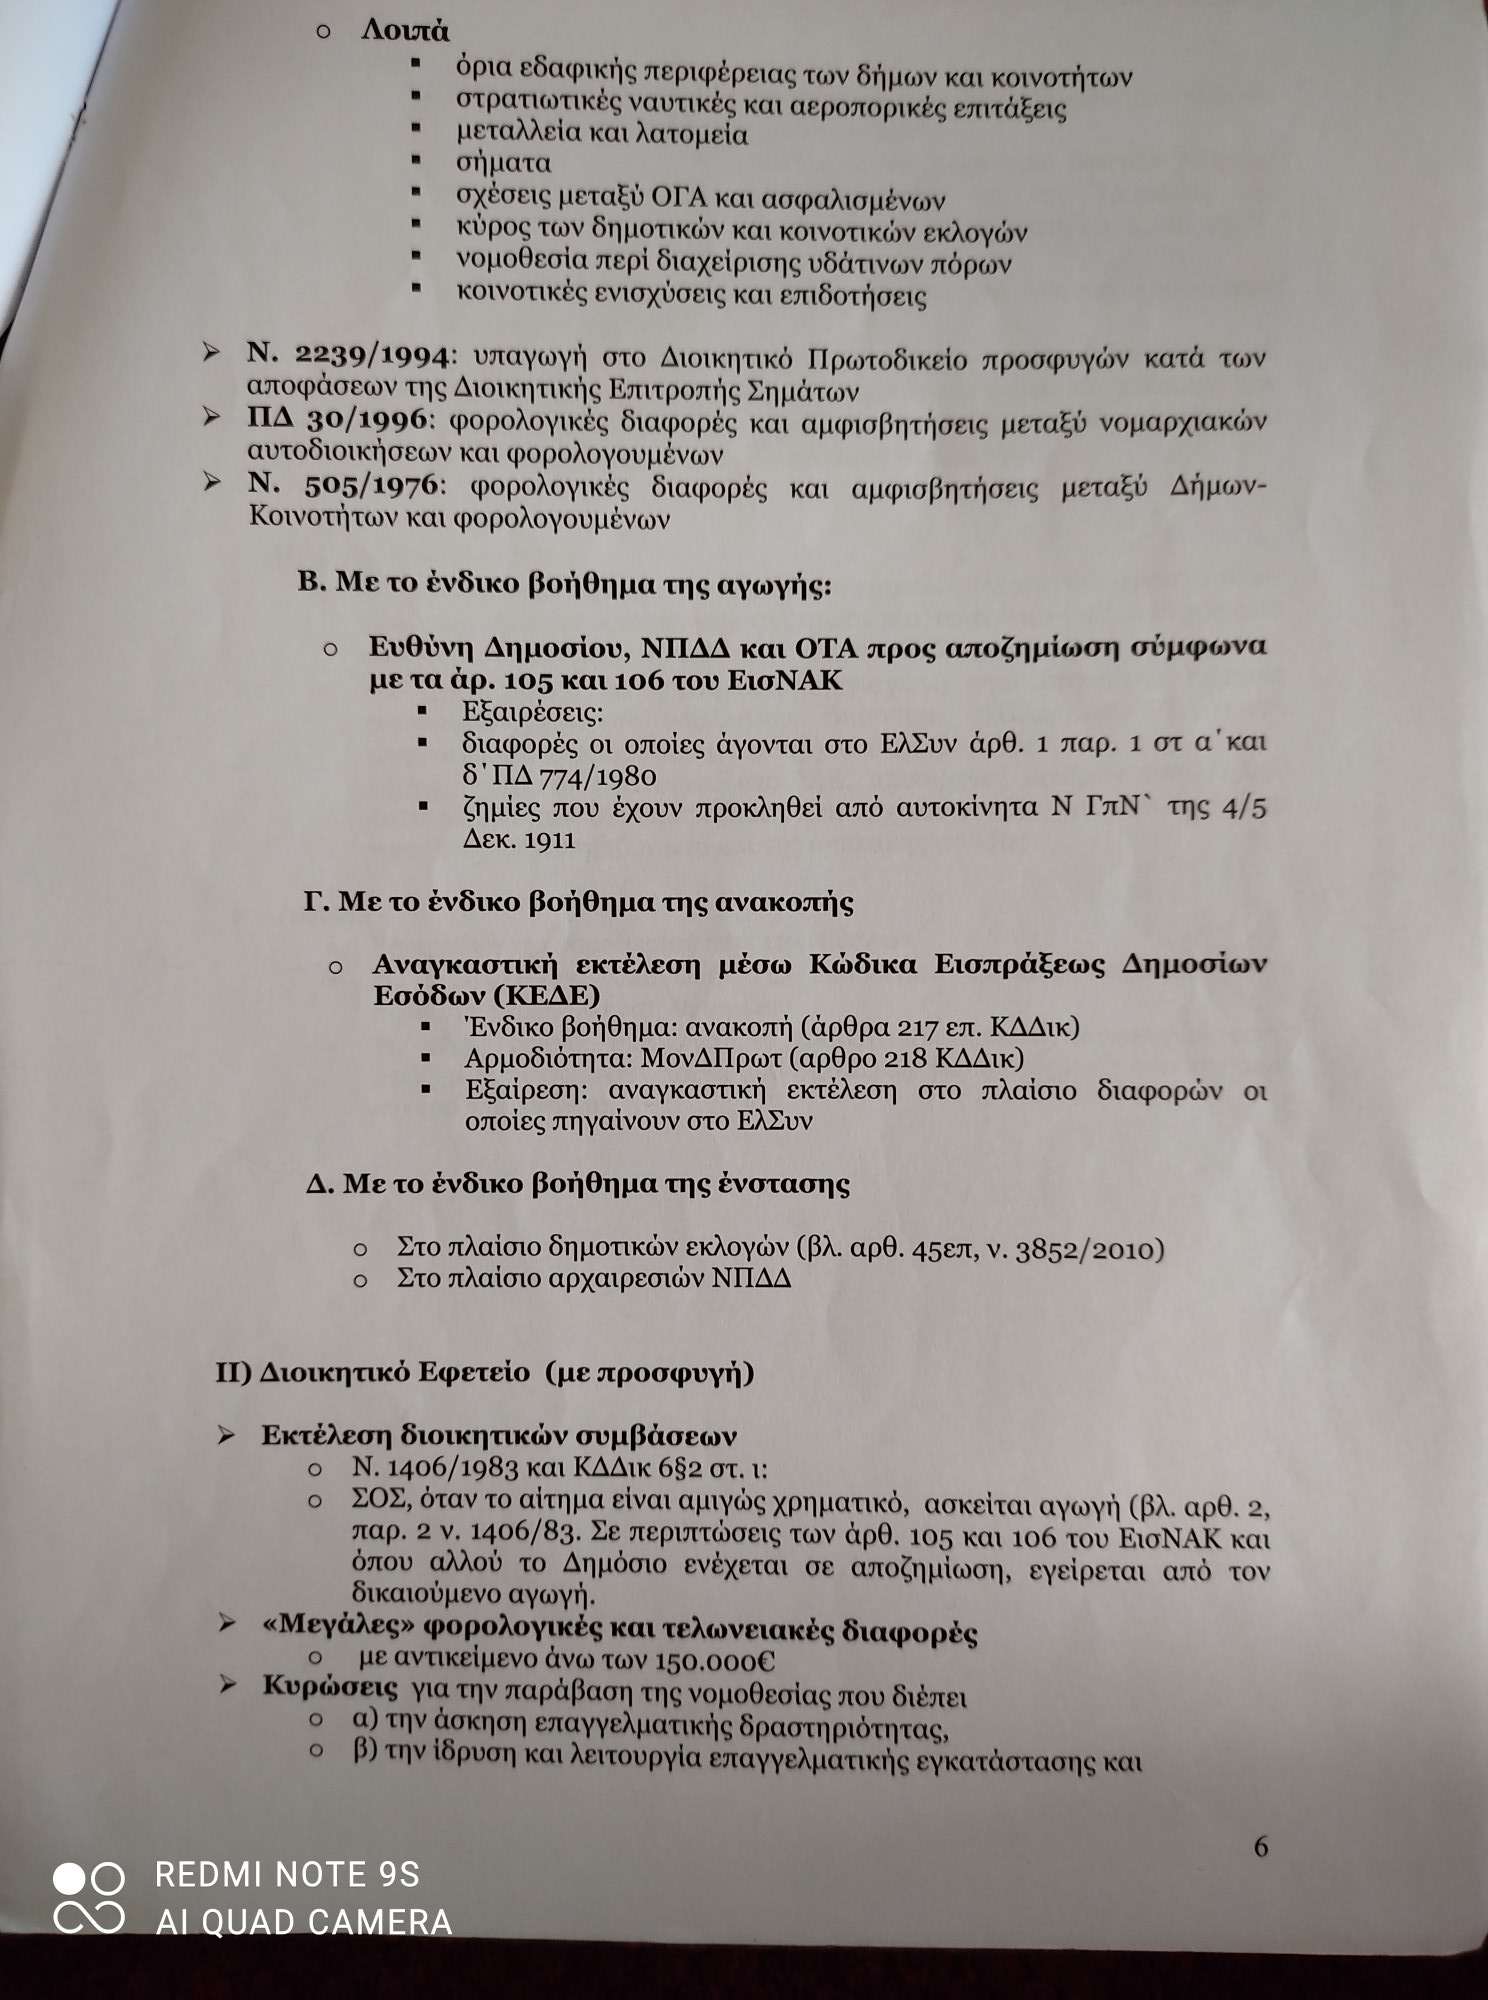 o Λοιπά
▪ όρια εδαφικής περιφέρειας των δήμων και κοινοτήτων
▪ στρατιωτικές ναυτικές και αεροπορικές επιτάξεις
▪ μεταλλεία και λατομεία
▪ σήματα
▪ σχέσεις μεταξύ ΟΓΑ και ασφαλισμένων
▪ κύρος των δημοτικών και κοινοτικών εκλογών
▪ νομοθεσία περί διαχείρισης υδάτινων πόρων
▪ κοινοτικές ενισχύσεις και επιδοτήσεις
➢ Ν. 2239/1994: υπαγωγή στο Διοικητικό Πρωτοδικείο προσφυγών κατά των
αποφάσεων της Διοικητικής Επιτροπής Σημάτων
➢ ΠΔ 30/1996: φορολογικές διαφορές και αμφισβητήσεις μεταξύ νομαρχιακών
αυτοδιοικήσεων και φορολογουμένων
➢ Ν. 505/1976: φορολογικές διαφορές και αμφισβητήσεις μεταξύ Δήμων-
Κοινοτήτων και φορολογουμένων
Β. Με το ένδικο βοήθημα της αγωγής:
o Ευθύνη Δημοσίου, ΝΠΔΔ και ΟΤΑ προς αποζημίωση σύμφωνα
με τα άρ. 105 και 106 του ΕισΝΑΚ
▪ Εξαιρέσεις:
▪ διαφορές οι οποίες άγονται στο ΕλΣυν άρθ. 1 παρ. 1 στ α΄και
δ΄ΠΔ 774/1980
▪ ζημίες που έχουν προκληθεί από αυτοκίνητα Ν ΓπΝ` της 4/5
Δεκ. 1911
Γ. Με το ένδικο βοήθημα της ανακοπής
o Αναγκαστική εκτέλεση μέσω Κώδικα Εισπράξεως Δημοσίων
Εσόδων (ΚΕΔΕ)
▪ Ένδικο βοήθημα: ανακοπή (άρθρα 217 επ. ΚΔΔικ)
▪ Αρμοδιότητα: ΜονΔΠρωτ (αρθρο 218 ΚΔΔικ)
▪ Εξαίρεση: αναγκαστική εκτέλεση στο πλαίσιο διαφορών οι
οποίες πηγαίνουν στο ΕλΣυν
Δ. Με το ένδικο βοήθημα της ένστασης
o Στο πλαίσιο δημοτικών εκλογών (βλ. αρθ. 45επ, ν. 3852/2010)
o Στο πλαίσιο αρχαιρεσιών ΝΠΔΔ
ΙΙ) Διοικητικό Εφετείο (με προσφυγή)
➢ Εκτέλεση διοικητικών συμβάσεων
o Ν. 1406/1983 και ΚΔΔικ 6§2 στ. ι:
o ΣΟΣ, όταν το αίτημα είναι αμιγώς χρηματικό, ασκείται αγωγή (βλ. αρθ. 2,
παρ. 2 ν. 1406/83. Σε περιπτώσεις των άρθ. 105 και 106 του ΕισΝΑΚ και
όπου αλλού το Δημόσιο ενέχεται σε αποζημίωση, εγείρεται από τον
δικαιούμενο αγωγή.
➢ «Μεγάλες» φορολογικές και τελωνειακές διαφορές
o με αντικείμενο άνω των 150.000€
➢ Κυρώσεις για την παράβαση της νομοθεσίας που διέπει
o α) την άσκηση επαγγελματικής δραστηριότητας,
o β) την ίδρυση και λειτουργία επαγγελματικής εγκατάστασης και
6
REDMI NOTE 9S
AI QUAD CAMERA